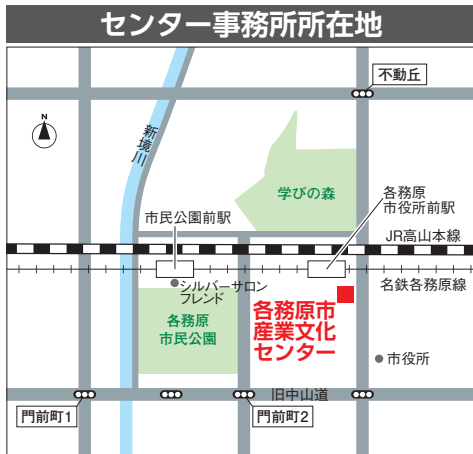 センター事務所所在地
不動丘
N
新境川
学びの森
各務原
市役所前駅
市民公園前駅
JR高山本線
名鉄各務原線
シルバーサロン
フレンド
各務原
市民公園
各務原市
産業文化
センター
市役所
旧中山道
門前町1
門前町2